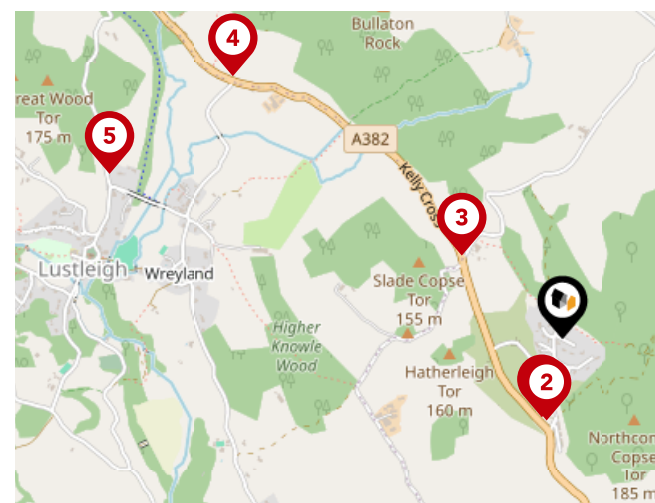 Bullaton
Rock
4
reat Wood
Tor
175 m
5
A382
Kelly Cross
3
Lustleigh
Wreyland
Slade Copse
Tor
155 m
Higher
Knowle
Wood
Hatherleigh
Tor
160 m
2
Northcom
Copse
Tor
185 m